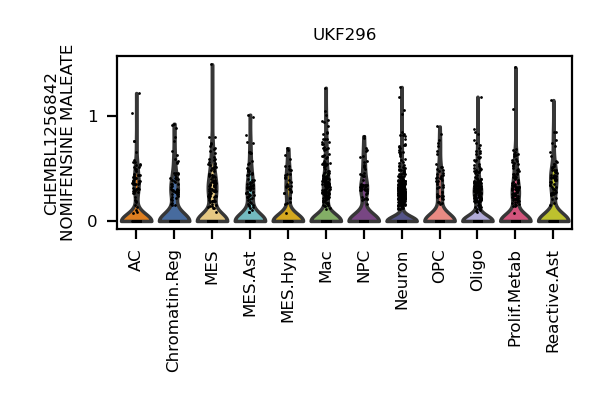 UKF296
CHEMBL1256842
NOMIFENSINE MALEATE
1
0
AC
Chromatin.Reg
MES
MES.Ast
MES.Hyp
Mac
NPC
Neuron
OPC
Oligo
Prolif.Metab
Reactive.Ast